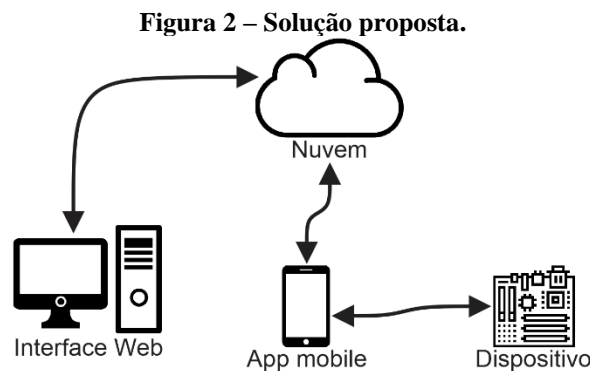 Figura 2 – Solução proposta.
Nuvem
Interface Web
App mobile
Dispositivo